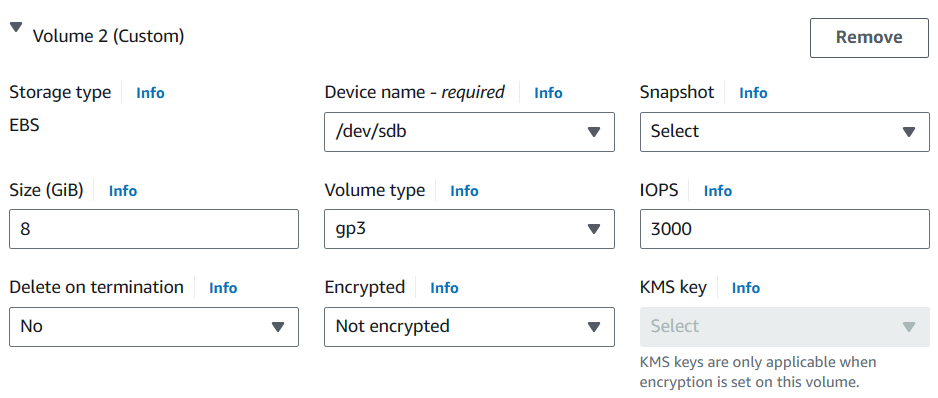 Volume 2 (Custom)
Remove
Storage type Info
EBS
Device name - required Info
/dev/sdb
Snapshot Info
Select
Size (GiB) Info
8
Volume type Info
gp3
IOPS Info
3000
Delete on termination Info
No
Encrypted Info
Not encrypted
KMS key Info
Select
KMS keys are only applicable when
encryption is set on this volume.